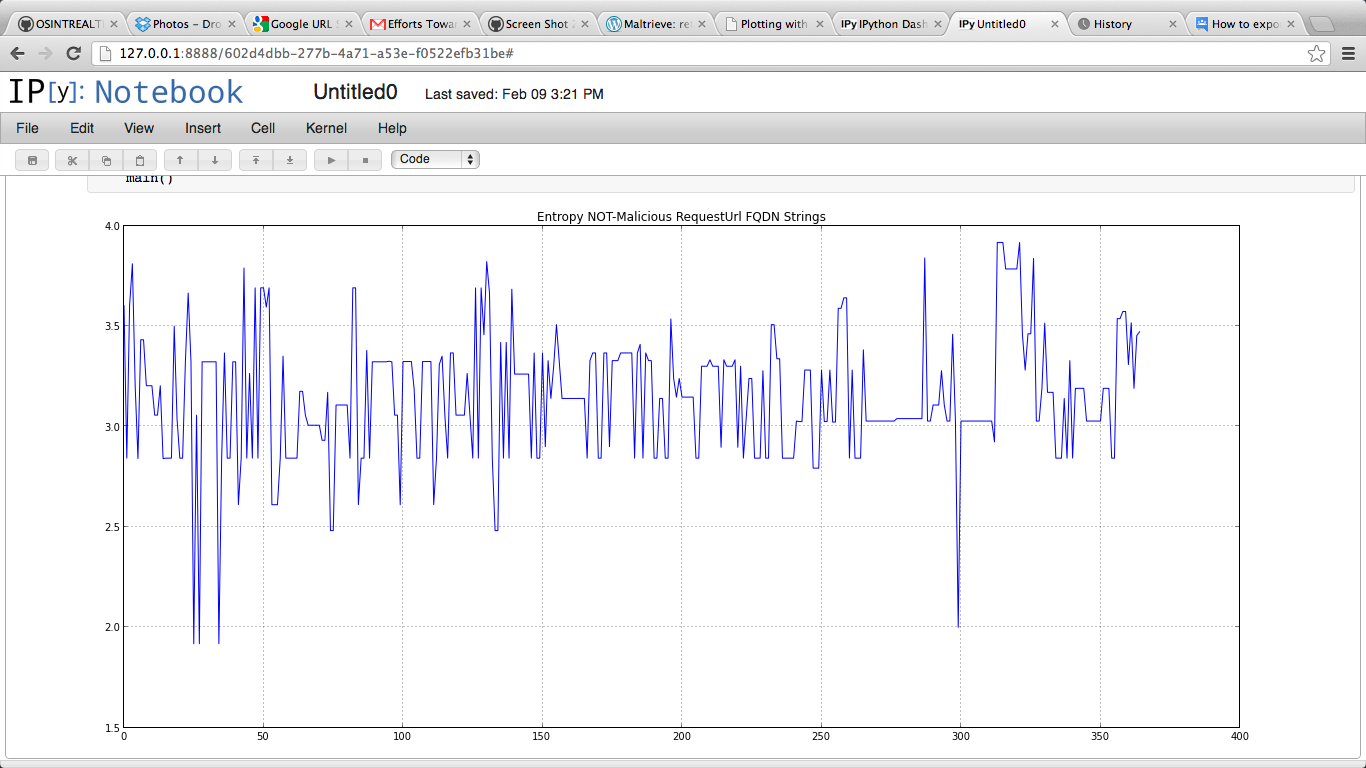 OSINTREALT
Photos – Dro
Google URL
Gmail Efforts Towar
Screen Shot 2
Maltrieve: re
Plotting with
IPy IPython Dash
IPy Untitled0
History
How to expo
127.0.0.1:8888/602d4dbb-277b-4a71-a53e-f0522efb31be#
IP[y]: Notebook Untitled0 Last saved: Feb 09 3:21 PM
File Edit View Insert Cell Kernel Help
Code
main()
Entropy NOT-Malicious RequestUrl FQDN Strings
4.0
3.5
3.0
2.5
2.0
1.5
0 50 100 150 200 250 300 350 400